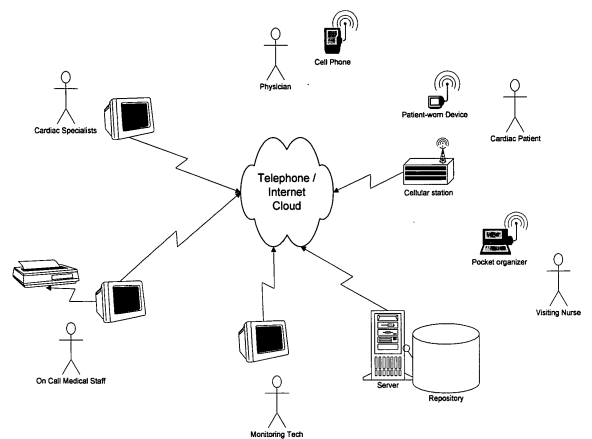 Physician
Cell Phone
Cardiac Specialists
Patient-worn Device
Cardiac Patient
Telephone /
Internet
Cloud
Cellular station
Pocket organizer
Visiting Nurse
On Call Medical Staff
Server
Repository
Monitoring Tech